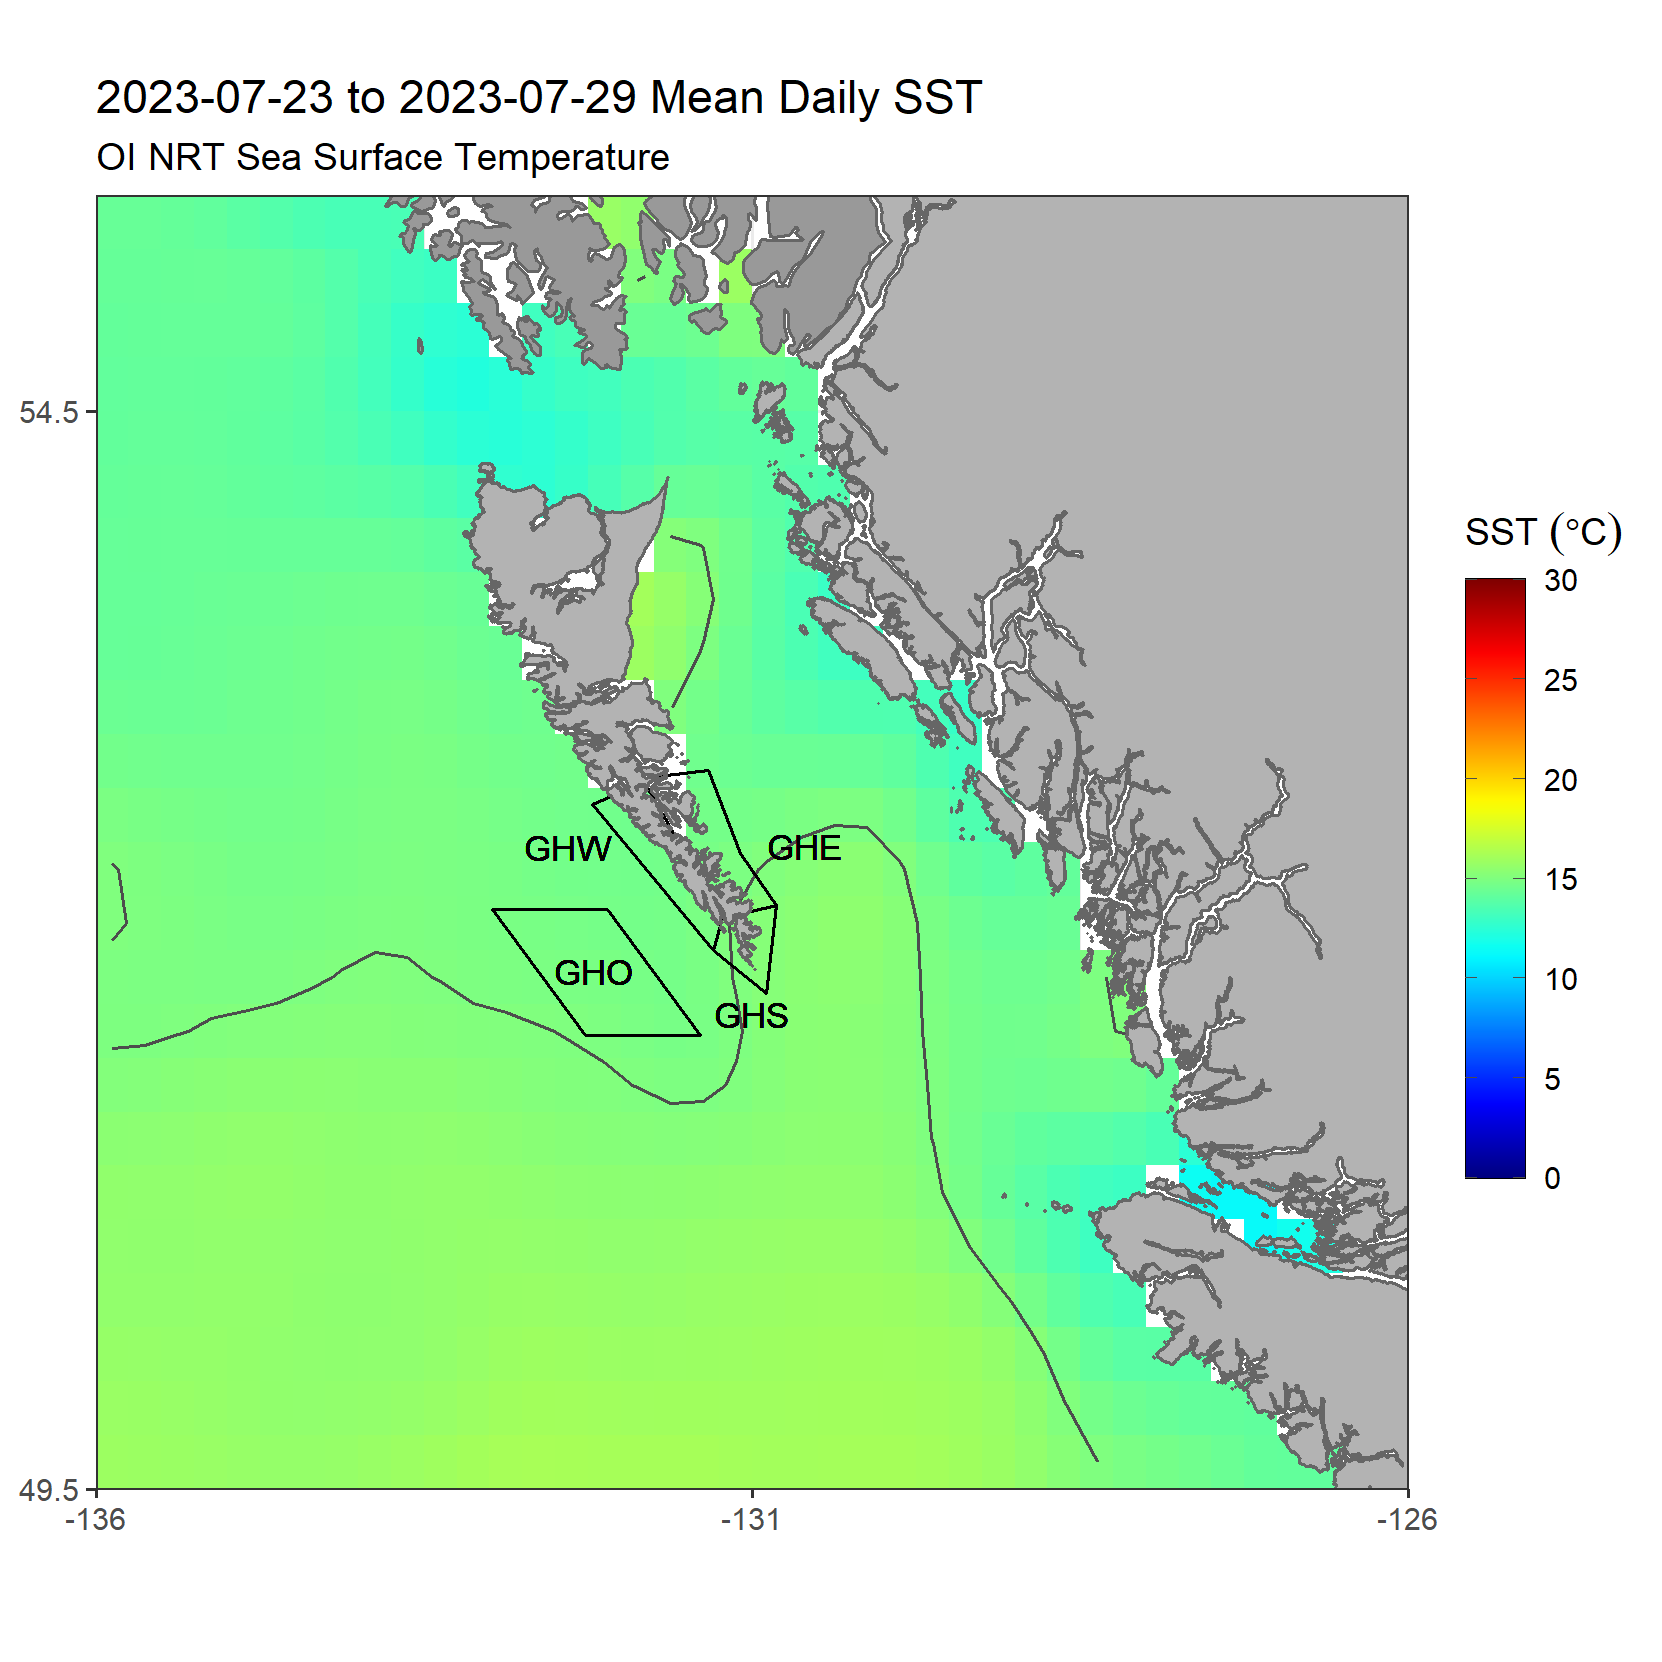 2023-07-23 to 2023-07-29 Mean Daily SST
OI NRT Sea Surface Temperature
54.5
49.5
-136
-131
-126
GHW
GHE
GHO
GHS
SST (°C)
30
25
20
15
10
5
0